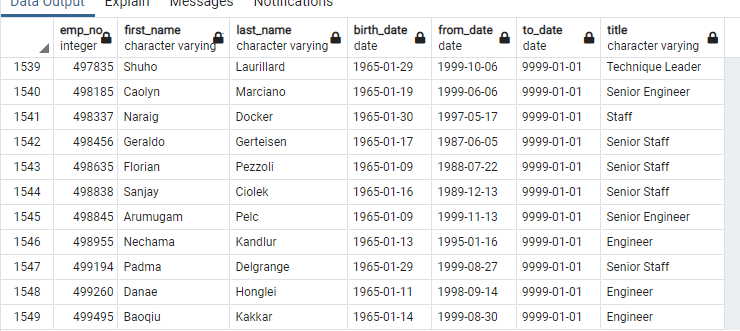 Data Output Explain Messages Notifications
emp_no first_name last_name birth_date from_date to_date title
integer character varying character varying date date date character varying
1539 497835 Shuho Laurillard 1965-01-29 1999-10-06 9999-01-01 Technique Leader
1540 498185 Caolyn Marciano 1965-01-19 1999-06-06 9999-01-01 Senior Engineer
1541 498337 Naraig Docker 1965-01-30 1997-05-17 9999-01-01 Staff
1542 498456 Geraldo Gerteisen 1965-01-17 1987-06-05 9999-01-01 Senior Staff
1543 498635 Florian Pezzoli 1965-01-09 1988-07-22 9999-01-01 Senior Staff
1544 498838 Sanjay Ciolek 1965-01-16 1989-12-13 9999-01-01 Senior Staff
1545 498845 Arumugam Pelc 1965-01-09 1999-11-13 9999-01-01 Senior Engineer
1546 498955 Nechama Kandlur 1965-01-13 1995-01-16 9999-01-01 Engineer
1547 499194 Padma Delgrange 1965-01-29 1999-08-27 9999-01-01 Senior Staff
1548 499260 Danae Honglei 1965-01-11 1998-09-14 9999-01-01 Engineer
1549 499495 Baoqiu Kakkar 1965-01-14 1999-08-30 9999-01-01 Engineer